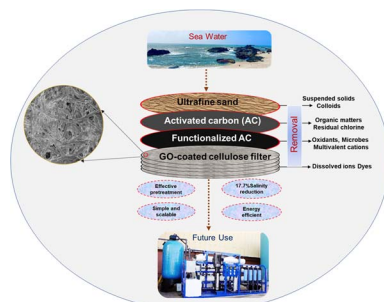 Sea Water
Ultrafine sand
Activated carbon (AC)
Functionalized AC
GO-coated cellulose filter
Removal
Suspended solids
Colloids
Organic matters
Residual chlorine
Oxidants, Microbes
Multivalent cations
Dissolved ions Dyes
Effective
pretreatment
17.7%Salinity
reduction
Simple and
scalable
Energy
efficient
Future Use